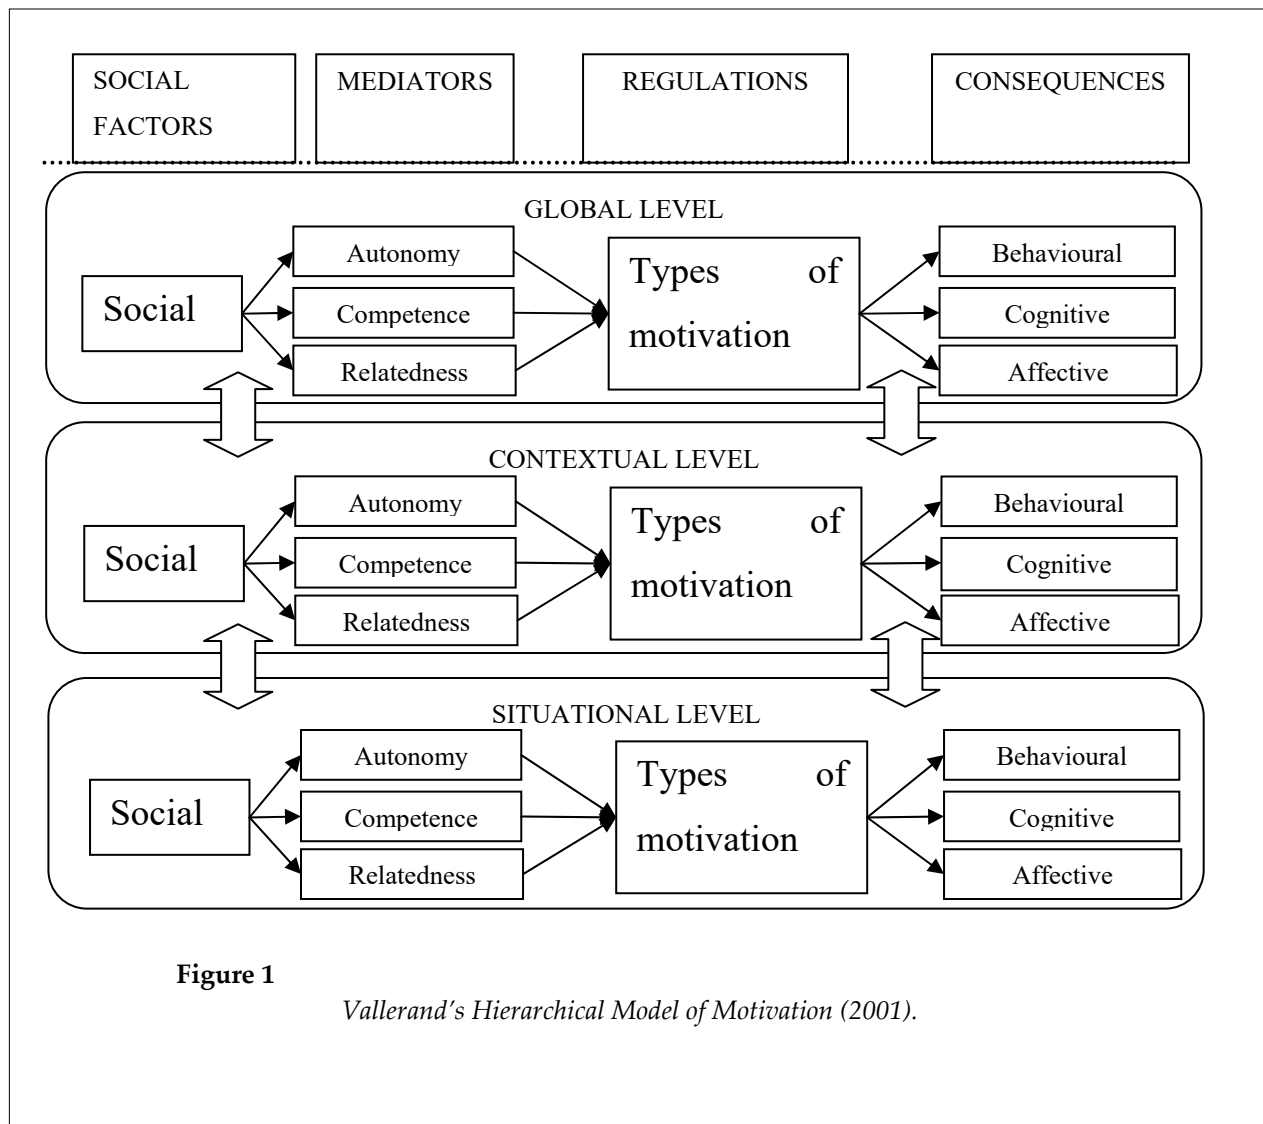 SOCIAL
FACTORS
MEDIATORS
REGULATIONS
CONSEQUENCES
GLOBAL LEVEL
Social
Autonomy
Competence
Relatedness
Types of
motivation
Behavioural
Cognitive
Affective
CONTEXTUAL LEVEL
Social
Autonomy
Competence
Relatedness
Types of
motivation
Behavioural
Cognitive
Affective
SITUATIONAL LEVEL
Social
Autonomy
Competence
Relatedness
Types of
motivation
Behavioural
Cognitive
Affective
Figure 1
Vallerand's Hierarchical Model of Motivation (2001).